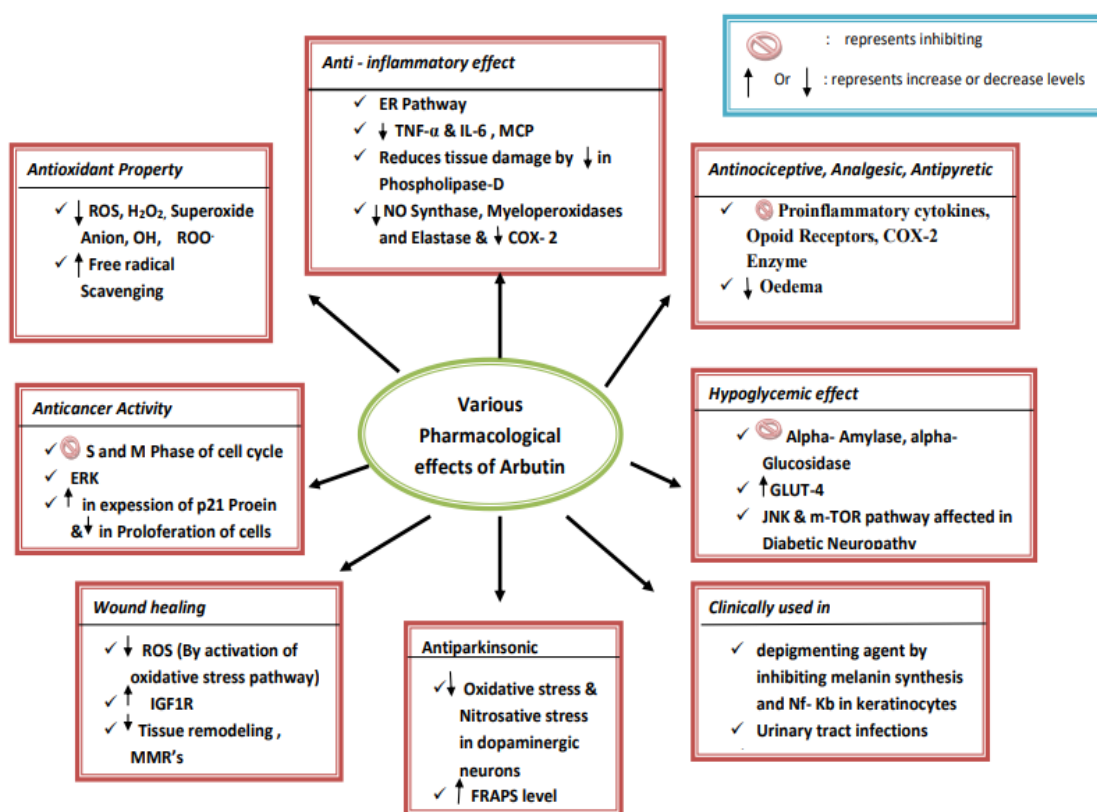 : represents inhibiting
↑ Or ↓ : represents increase or decrease levels
Anti - inflammatory effect
✓ ER Pathway
✓ ↓ TNF-α & IL-6 , MCP
✓ Reduces tissue damage by ↓ in
Phospholipase-D
✓ ↓ NO Synthase, Myeloperoxidases
and Elastase & ↓ COX- 2
Antioxidant Property
✓ ↓ ROS, H₂O₂, Superoxide
Anion, OH, ROO·
✓ ↑ Free radical
Scavenging
Antinociceptive, Analgesic, Antipyretic
✓ Proinflammatory cytokines,
Opoid Receptors, COX-2
Enzyme
✓ ↓ Oedema
Various
Pharmacological
effects of Arbutin
Anticancer Activity
✓ S and M Phase of cell cycle
✓ ERK
✓ ↑ in expession of p21 Proein
& ↓ in Proloferation of cells
Hypoglycemic effect
✓ Alpha- Amylase, alpha-
Glucosidase
✓ ↑ GLUT-4
✓ JNK & m-TOR pathway affected in
Diabetic Neuropathy
Wound healing
✓ ↓ ROS (By activation of
oxidative stress pathway)
✓ ↑ IGF1R
✓ ↓ Tissue remodeling ,
MMR's
Antiparkinsonic
✓ ↓ Oxidative stress &
Nitrosative stress
in dopaminergic
neurons
✓ ↑ FRAPS level
Clinically used in
✓ depigmenting agent by
inhibiting melanin synthesis
and Nf- Kb in keratinocytes
✓ Urinary tract infections